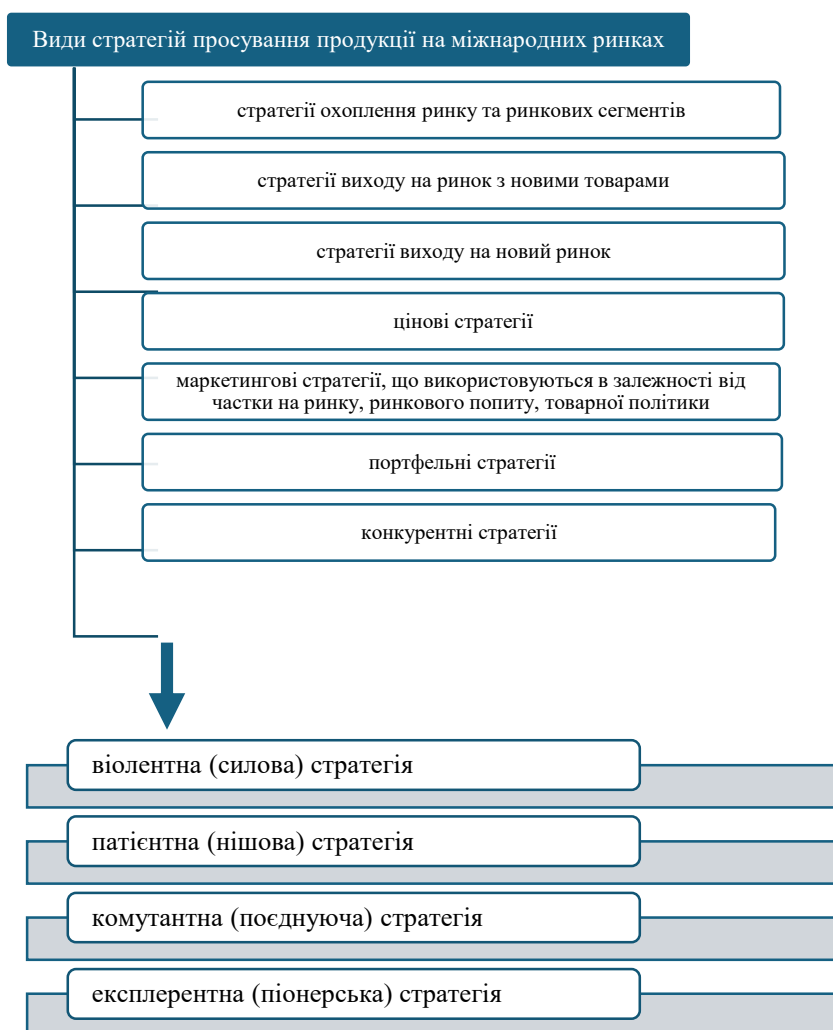 Види стратегій просування продукції на міжнародних ринках
стратегії охоплення ринку та ринкових сегментів
стратегії виходу на ринок з новими товарами
стратегії виходу на новий ринок
цінові стратегії
маркетингові стратегії, що використовуються в залежності від
частки на ринку, ринкового попиту, товарної політики
портфельні стратегії
конкурентні стратегії
віолентна (силова) стратегія
патієнтна (нішова) стратегія
комутантна (поєднуюча) стратегія
експлерентна (піонерська) стратегія